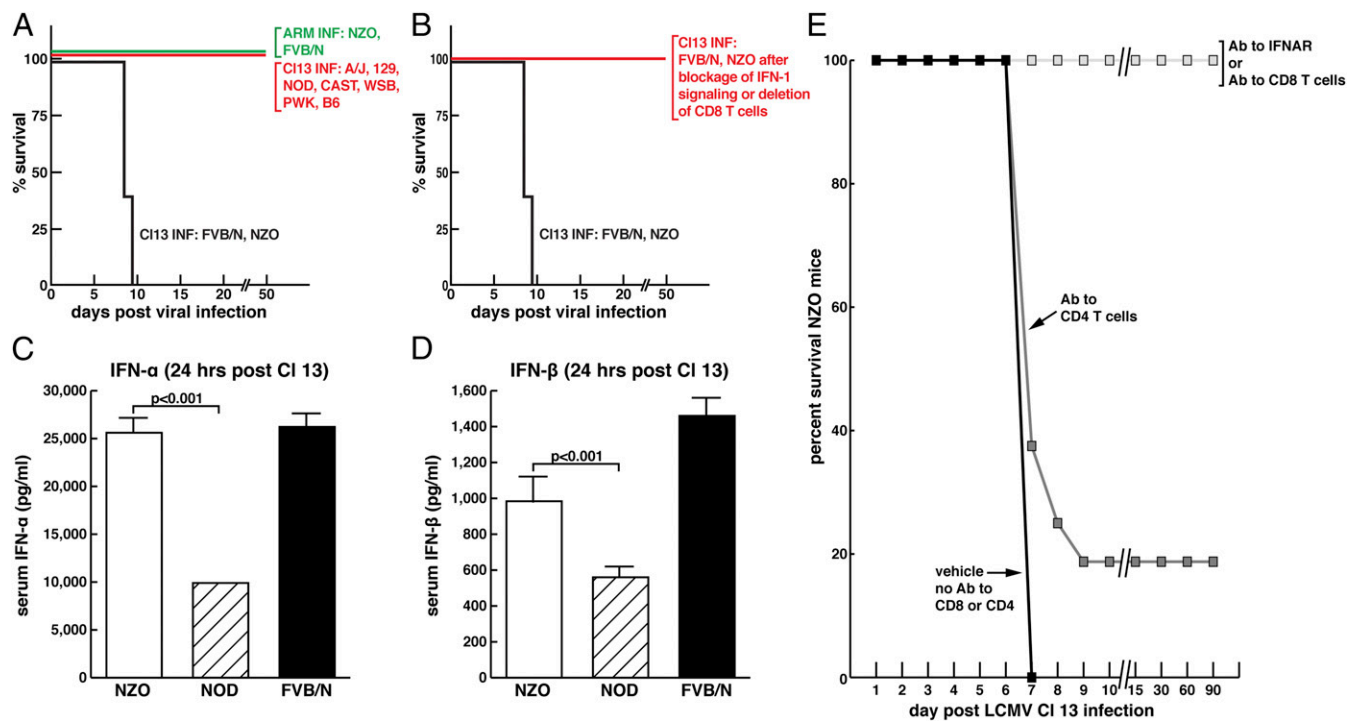 A
ARM INF: NZO,
FVB/N
Cl13 INF: A/J, 129,
NOD, CAST, WSB,
PWK, B6
% survival
100
75
50
25
0
Cl13 INF: FVB/N, NZO
0 5 10 15 20 50
days post viral infection
B
Cl13 INF:
FVB/N, NZO after
blockage of IFN-1
signaling or deletion
of CD8 T cells
% survival
100
75
50
25
0
Cl13 INF: FVB/N, NZO
0 5 10 15 20 50
days post viral infection
C
IFN-α (24 hrs post Cl 13)
serum IFN-α (pg/ml)
30,000
25,000
20,000
15,000
10,000
5,000
0
p<0.001
NZO NOD FVB/N
D
IFN-β (24 hrs post Cl 13)
serum IFN-β (pg/ml)
1,600
1,400
1,200
1,000
800
600
400
200
0
p<0.001
NZO NOD FVB/N
E
Ab to IFNAR
or
Ab to CD8 T cells
percent survival NZO mice
100
80
60
40
20
0
Ab to
CD4 T cells
vehicle
no Ab to
CD8 or CD4
1 2 3 4 5 6 7 8 9 10 15 30 60 90
day post LCMV Cl 13 infection